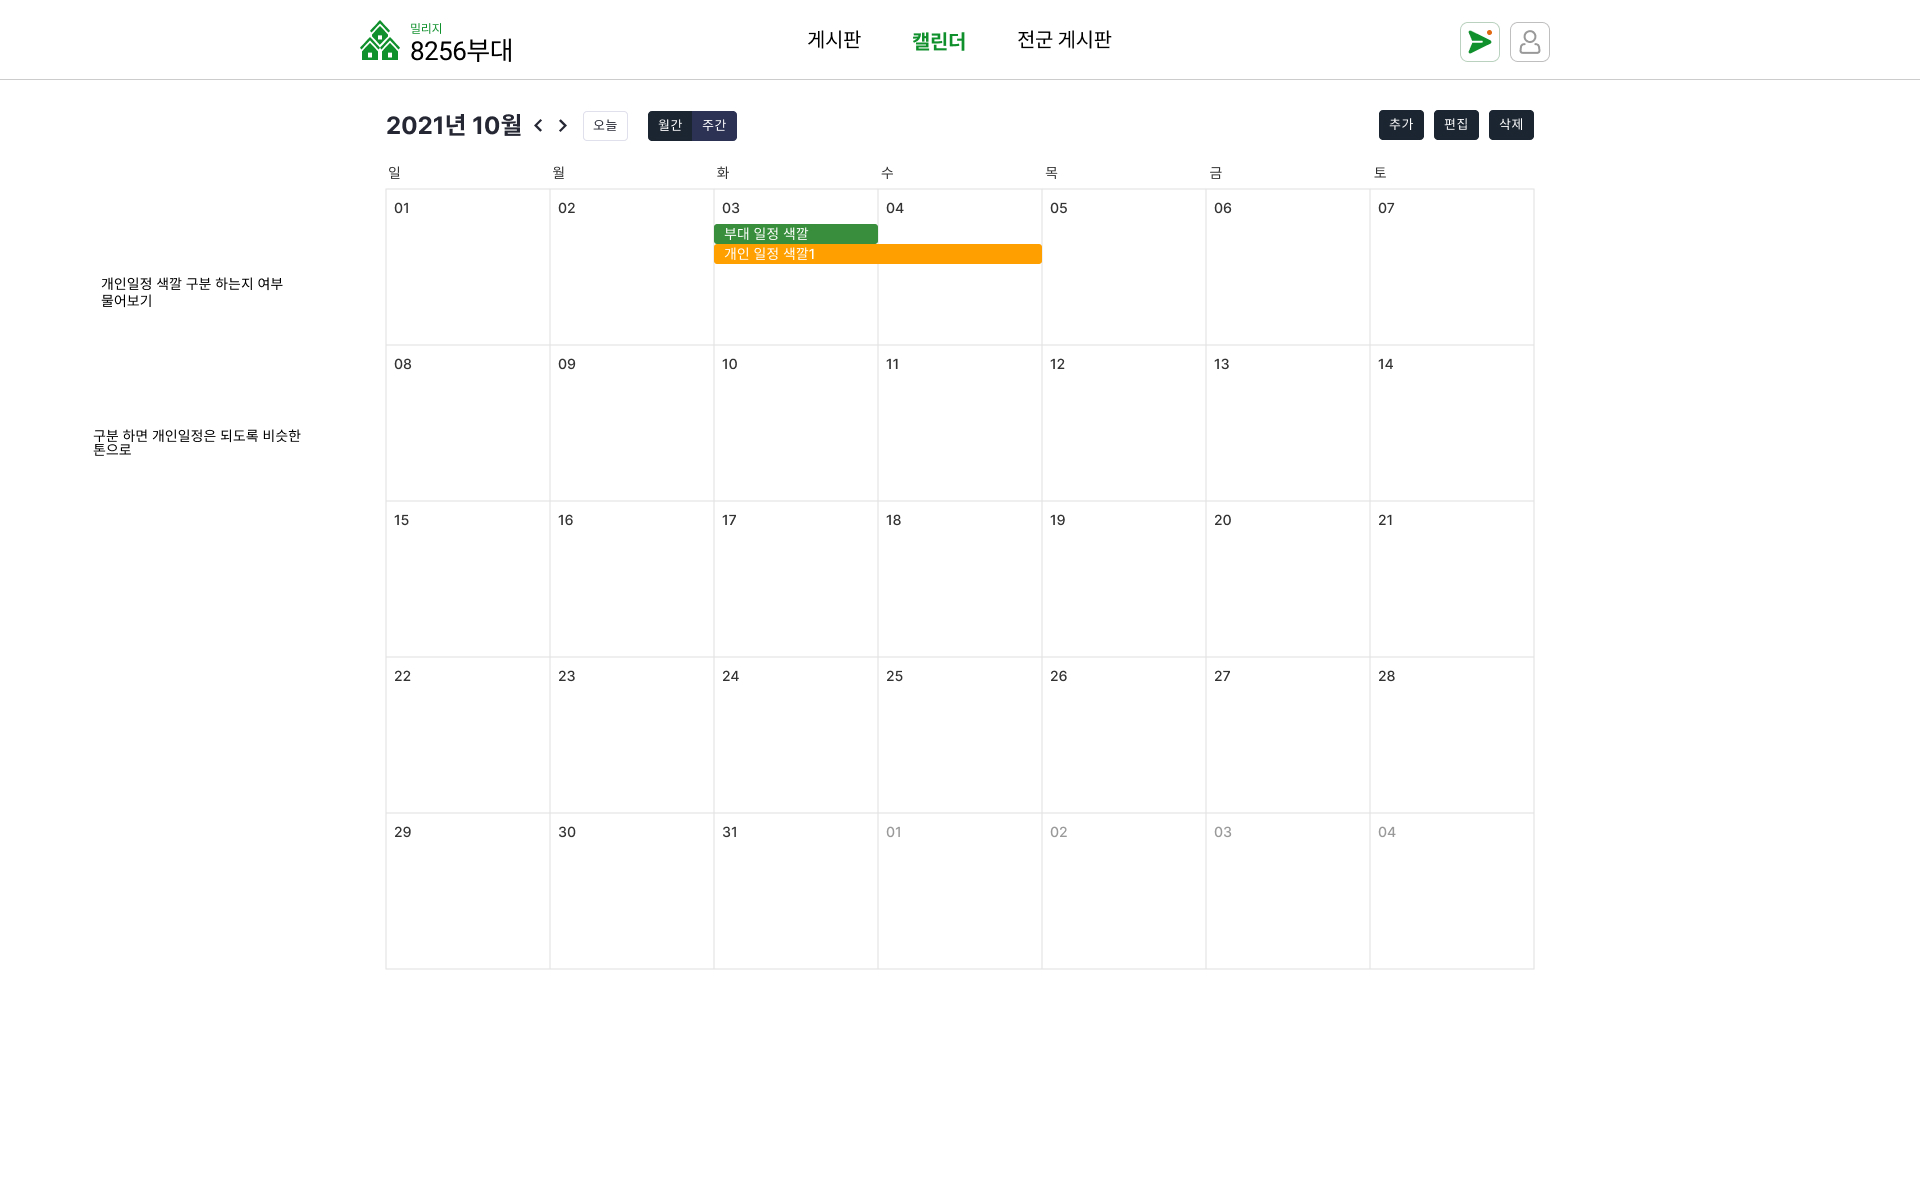 밀리지
8256부대
게시판 캘린더 전군 게시판
2021년 10월 오늘 월간 주간 추가 편집 삭제
일 월 화 수 목 금 토
01 02 03 04 05 06 07
부대 일정 색깔
개인 일정 색깔1
개인일정 색깔 구분 하는지 여부
물어보기
08 09 10 11 12 13 14
구분 하면 개인일정은 되도록 비슷한
톤으로
15 16 17 18 19 20 21
22 23 24 25 26 27 28
29 30 31 01 02 03 04